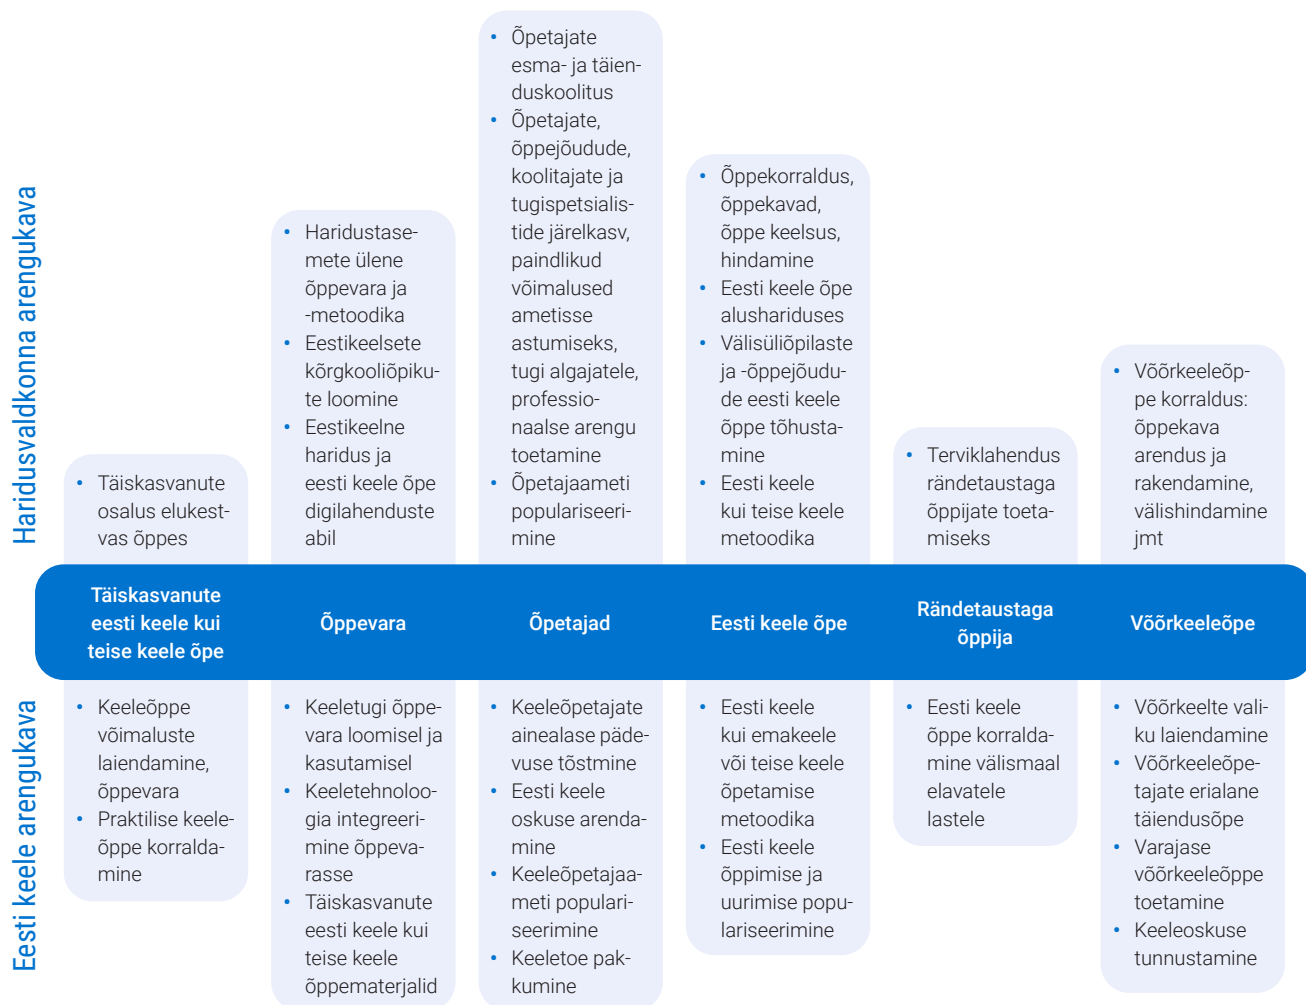 Haridusvaldkonna arengukava
• Täiskasvanute
osalus elukest-
vas õppes
• Haridustase-
mete ülene
õppevara ja
-metoodika
• Eestikeelsete
kõrgkooliõpiku-
te loomine
• Eestikeelne
haridus ja
eesti keele õpe
digilahenduste
abil
• Õpetajate
esma- ja täien-
duskoolitus
• Õpetajate,
õppejõudude,
koolitajate ja
tugispetsialis-
tide järelkasv,
paindlikud
võimalused
ametisse
astumiseks,
tugi algajatele,
professio-
naalse arengu
toetamine
• Õpetajaameti
populariseeri-
mine
• Õppekorraldus,
õppekavad,
õppe keelsus,
hindamine
• Eesti keele õpe
alushariduses
• Välisüliõpilaste
ja -õppejõudu-
de eesti keele
õppe tõhusta-
mine
• Eesti keele
kui teise keele
metoodika
• Terviklahendus
rändetaustaga
õppijate toeta-
miseks
• Võõrkeeleõp-
pe korraldus:
õppekava
arendus ja
rakendamine,
välishindamine
jmt
Täiskasvanute
eesti keele kui
teise keele õpe
Õppevara
Õpetajad
Eesti keele õpe
Rändetaustaga
õppija
Võõrkeeleõpe
Eesti keele arengukava
• Keeleõppe
võimaluste
laiendamine,
õppevara
• Praktilise keele-
õppe korralda-
mine
• Keeletugi õppe-
vara loomisel ja
kasutamisel
• Keeletehnoloo-
gia integreeri-
mine õppeva-
rasse
• Täiskasvanute
eesti keele kui
teise keele
õppematerjalid
• Keeleõpetajate
ainealase päde-
vuse tõstmine
• Eesti keele
oskuse arenda-
mine
• Keeleõpetajaa-
meti populari-
seerimine
• Keeletoe pak-
kumine
• Eesti keele
kui emakeele
või teise keele
õpetamise
metoodika
• Eesti keele
õppimise ja
uurimise popu-
lariseerimine
• Eesti keele
õppe korralda-
mine välismaal
elavatele
lastele
• Võõrkeelte vali-
ku laiendamine
• Võõrkeeleõpe-
tajate erialane
täiendusõpe
• Varajase
võõrkeeleõppe
toetamine
• Keeleoskuse
tunnustamine